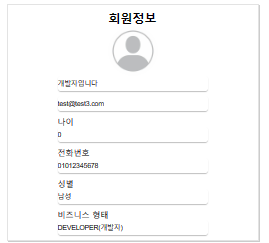 회원정보
개발자입니다
test@test3.com
나이
0
전화번호
01012345678
성별
남성
비즈니스 형태
DEVELOPER(개발자)